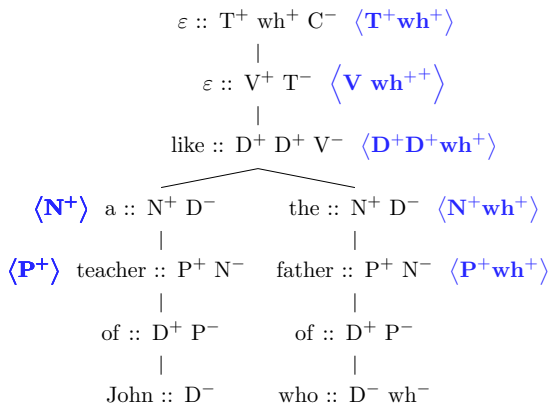 ε :: T⁺ wh⁺ C⁻ ⟨T⁺wh⁺⟩
ε :: V⁺ T⁻ ⟨V wh⁺⁺⟩
like :: D⁺ D⁺ V⁻ ⟨D⁺D⁺wh⁺⟩
⟨N⁺⟩ a :: N⁺ D⁻ the :: N⁺ D⁻ ⟨N⁺wh⁺⟩
⟨P⁺⟩ teacher :: P⁺ N⁻ father :: P⁺ N⁻ ⟨P⁺wh⁺⟩
of :: D⁺ P⁻ of :: D⁺ P⁻
John :: D⁻ who :: D⁻ wh⁻